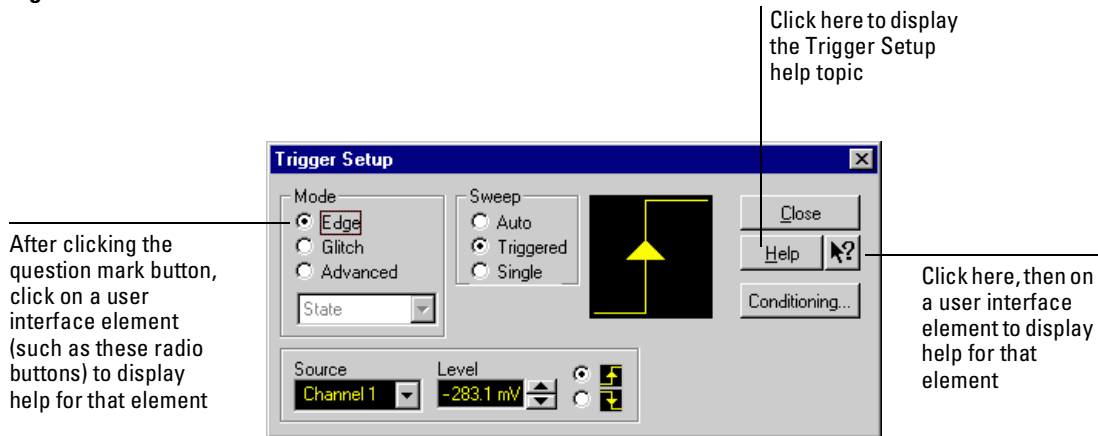 Click here to display
the Trigger Setup
help topic
Trigger Setup
Mode
Edge
Glitch
Advanced
State
Sweep
Auto
Triggered
Single
Close
Help
?
Conditioning...
Source
Channel 1
Level
-283.1 mV
After clicking the
question mark button,
click on a user
interface element
(such as these radio
buttons) to display
help for that element
Click here, then on
a user interface
element to display
help for that
element